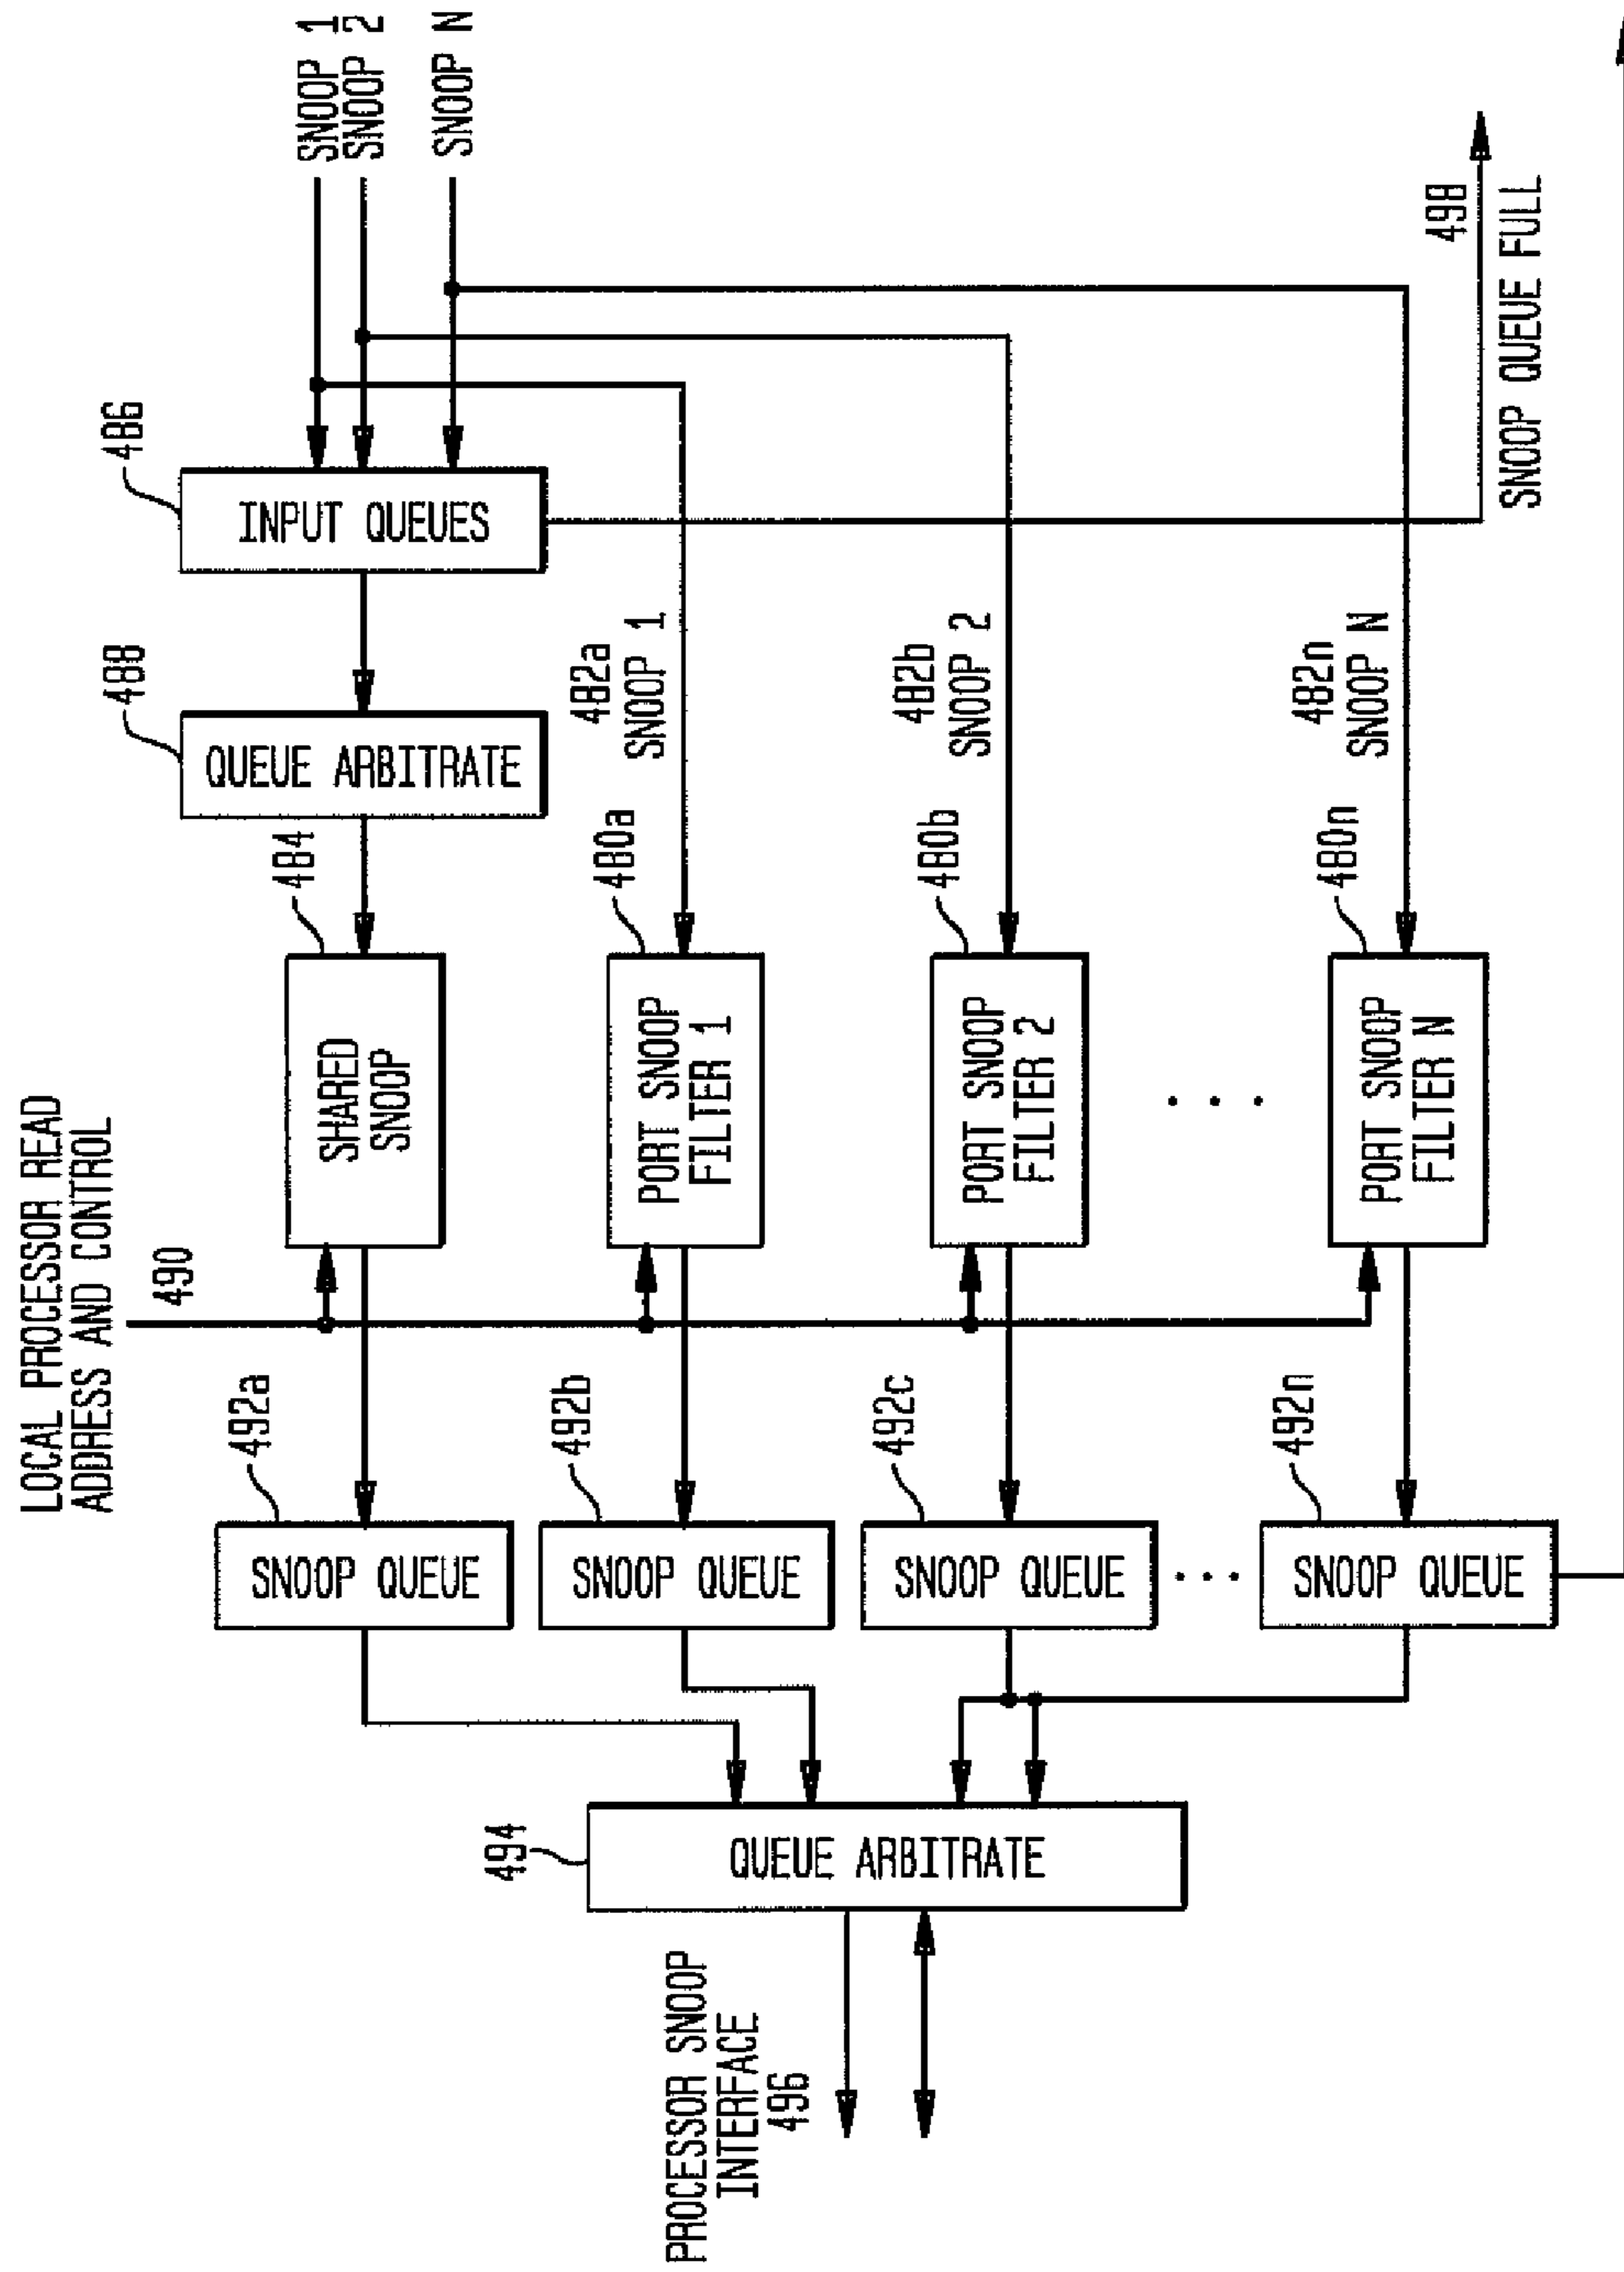 LOCAL PROCESSOR READ
ADDRESS AND CONTROL
490
SNOOP 1
SNOOP 2
SNOOP N
486
INPUT QUEUES
488
QUEUE ARBITRATE
484
SHARED
SNOOP
492a
SNOOP QUEUE
482a
SNOOP 1
480a
PORT SNOOP
FILTER 1
492b
SNOOP QUEUE
482b
SNOOP 2
480b
PORT SNOOP
FILTER 2
492c
SNOOP QUEUE
. . .
. . .
482n
SNOOP N
480n
PORT SNOOP
FILTER N
492n
SNOOP QUEUE
498
SNOOP QUEUE FULL
494
QUEUE ARBITRATE
PROCESSOR SNOOP
INTERFACE
496